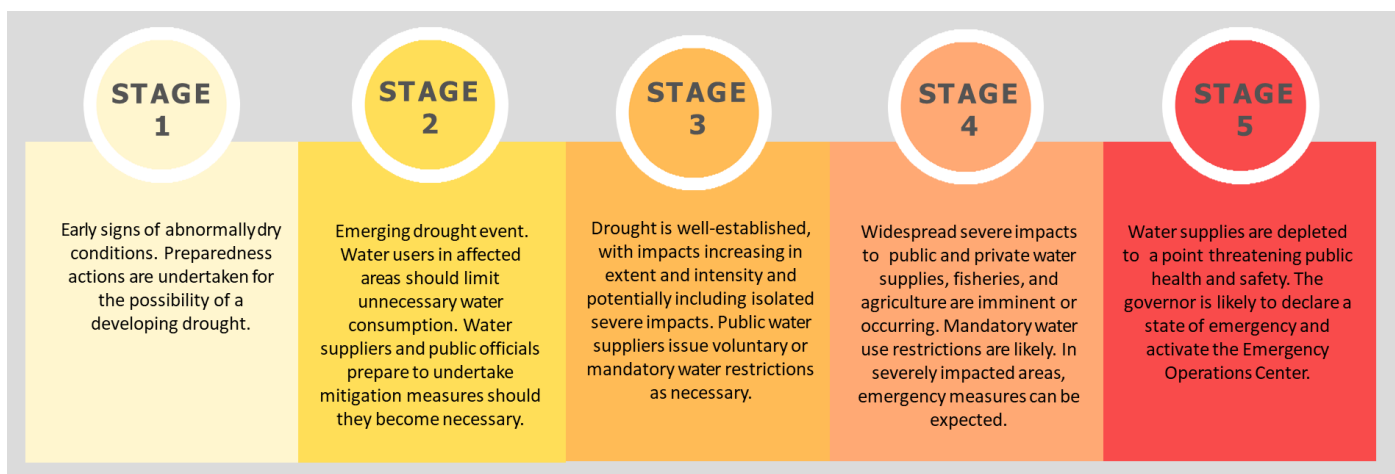 STAGE
1
Early signs of abnormally dry
conditions. Preparedness
actions are undertaken for
the possibility of a
developing drought.
STAGE
2
Emerging drought event.
Water users in affected
areas should limit
unnecessary water
consumption. Water
suppliers and public officials
prepare to undertake
mitigation measures should
they become necessary.
STAGE
3
Drought is well-established,
with impacts increasing in
extent and intensity and
potentially including isolated
severe impacts. Public water
suppliers issue voluntary or
mandatory water restrictions
as necessary.
STAGE
4
Widespread severe impacts
to public and private water
supplies, fisheries, and
agriculture are imminent or
occurring. Mandatory water
use restrictions are likely. In
severely impacted areas,
emergency measures can be
expected.
STAGE
5
Water supplies are depleted
to a point threatening public
health and safety. The
governor is likely to declare a
state of emergency and
activate the Emergency
Operations Center.